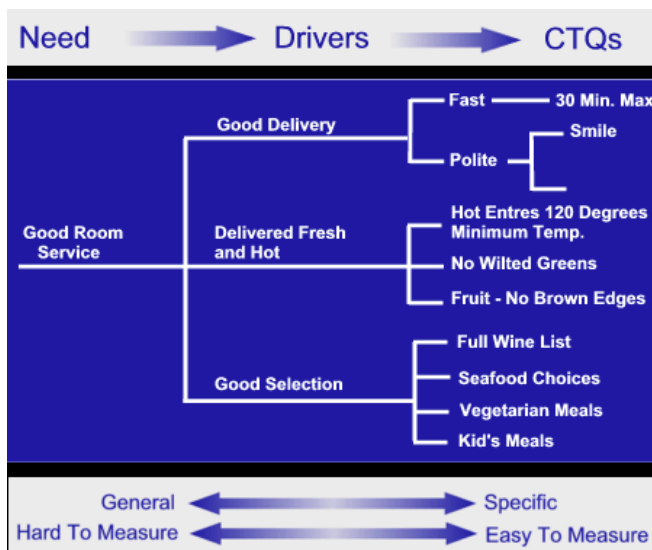 Need Drivers CTQs
Fast 30 Min. Max
Good Delivery
Smile
Polite
Good Room
Service
Delivered Fresh
and Hot
Hot Entres 120 Degrees
Minimum Temp.
No Wilted Greens
Fruit - No Brown Edges
Good Selection
Full Wine List
Seafood Choices
Vegetarian Meals
Kid's Meals
General Specific
Hard To Measure Easy To Measure